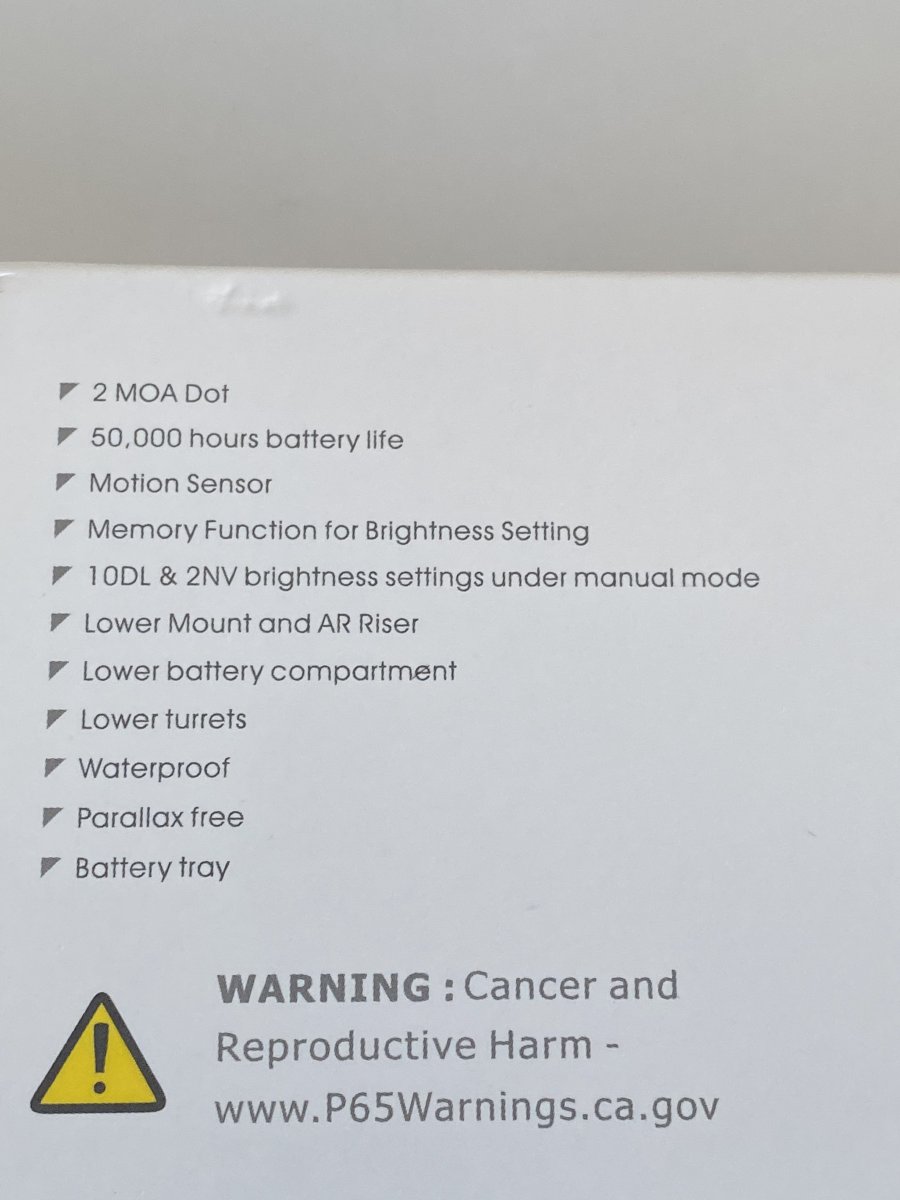 2 MOA Dot
50,000 hours battery life
Motion Sensor
Memory Function for Brightness Setting
10DL & 2NV brightness settings under manual mode
Lower Mount and AR Riser
Lower battery compartment
Lower turrets
Waterproof
Parallax free
Battery tray
WARNING : Cancer and
Reproductive Harm -
www.P65Warnings.ca.gov